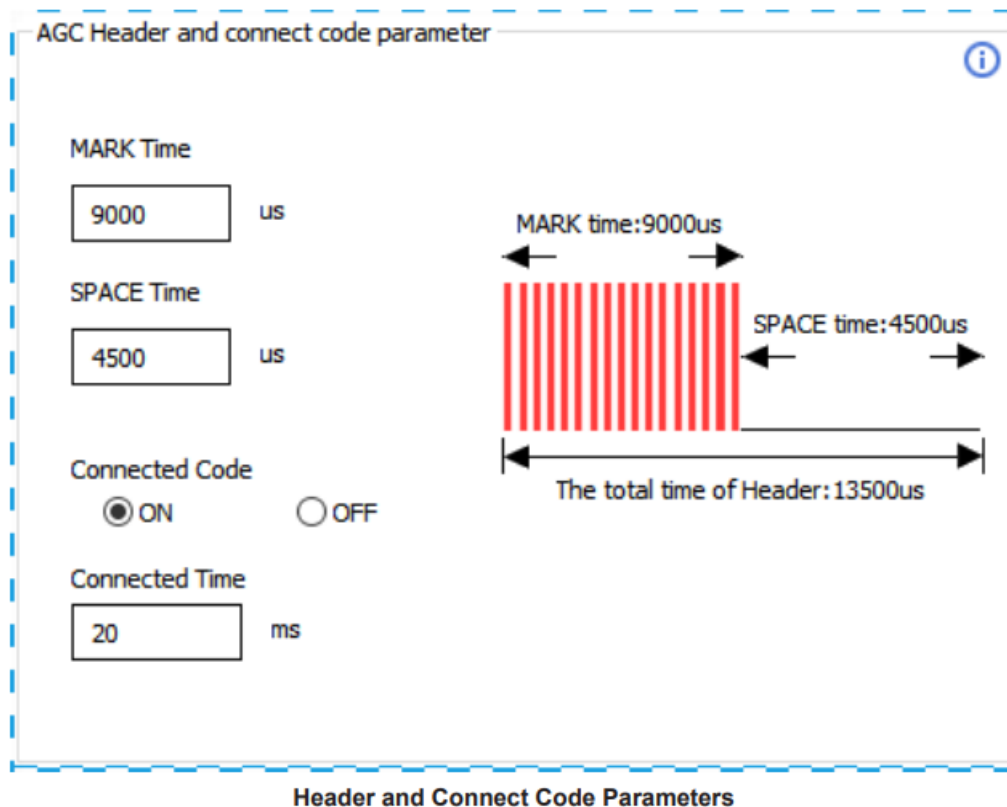 AGC Header and connect code parameter
i
MARK Time
9000 us
SPACE Time
4500 us
MARK time:9000us
SPACE time:4500us
The total time of Header:13500us
Connected Code
ON OFF
Connected Time
20 ms
Header and Connect Code Parameters